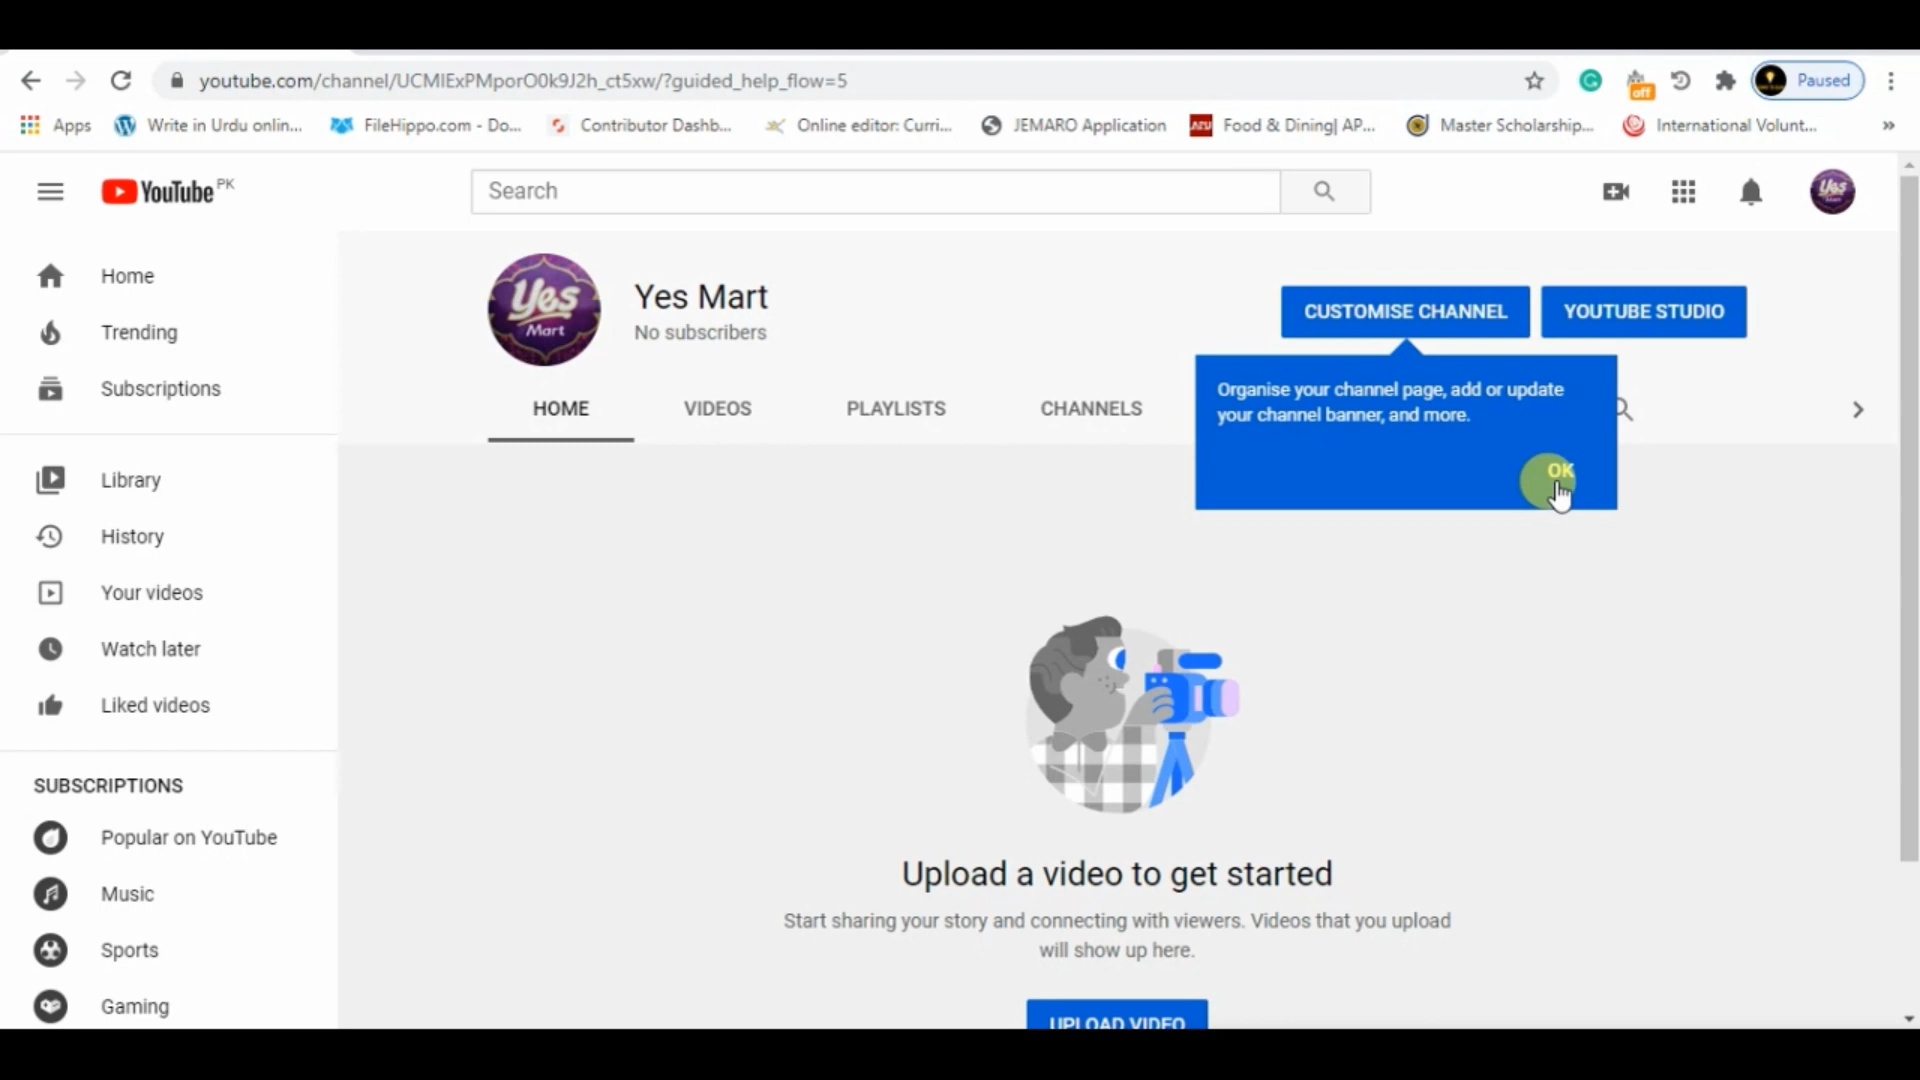 youtube.com/channel/UCMIExPMporO0k9J2h_ct5xw/?guided_help_flow=5
off
Paused
Apps
Write in Urdu onlin...
FileHippo.com - Do...
Contributor Dashb...
Online editor: Curri...
JEMARO Application
APU
Food & Dining| AP...
Master Scholarship...
International Volunt...
YouTube PK
Search
Yes
Mart
Home
Trending
Subscriptions
Yes
Mart
Yes Mart
No subscribers
CUSTOMISE CHANNEL
YOUTUBE STUDIO
Organise your channel page, add or update
your channel banner, and more.
OK
HOME
VIDEOS
PLAYLISTS
CHANNELS
Library
History
Your videos
Watch later
Liked videos
SUBSCRIPTIONS
Popular on YouTube
Music
Sports
Gaming
Upload a video to get started
Start sharing your story and connecting with viewers. Videos that you upload
will show up here.
UPLOAD VIDEO